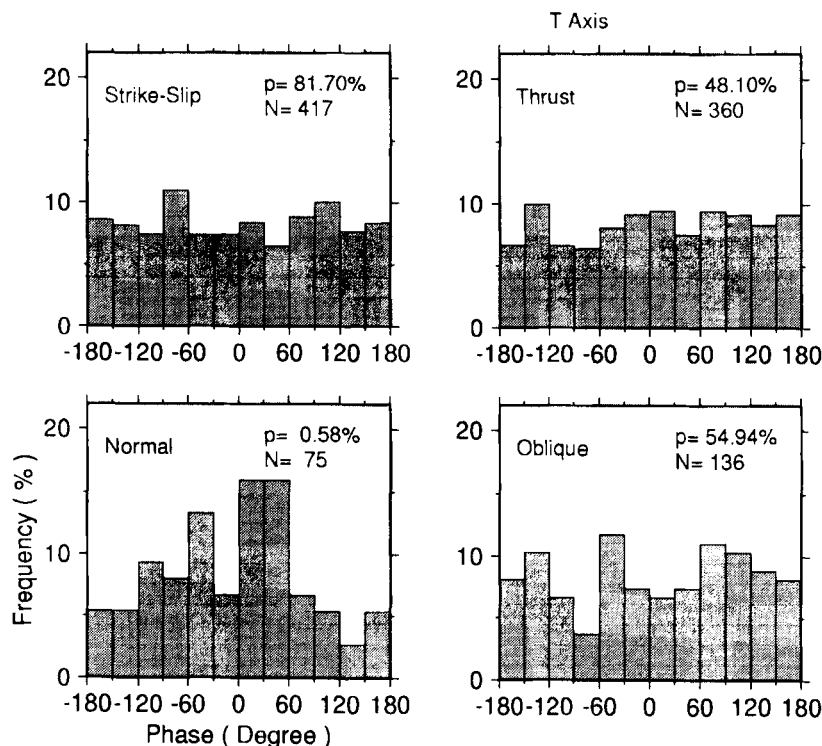 T Axis
20
10
0
Strike-Slip
p= 81.70%
N= 417
-180 -120 -60 0 60 120 180
20
10
0
Thrust
p= 48.10%
N= 360
-180 -120 -60 0 60 120 180
20
10
0
Normal
p= 0.58%
N= 75
-180 -120 -60 0 60 120 180
Frequency ( % )
Phase ( Degree )
20
10
0
Oblique
p= 54.94%
N= 136
-180 -120 -60 0 60 120 180